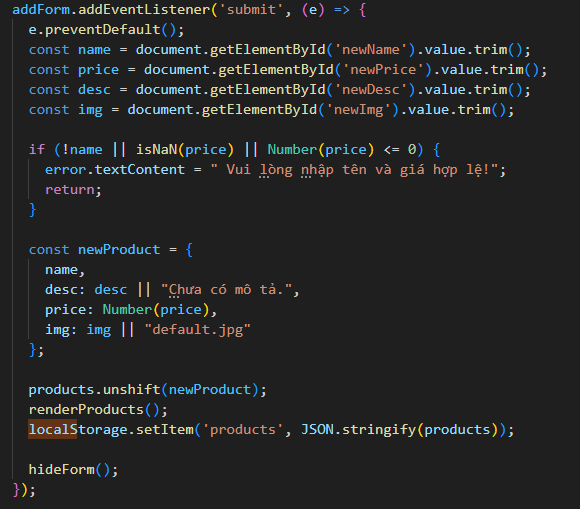 addForm.addEventListener('submit', (e) => {
e.preventDefault();
const name = document.getElementById('newName').value.trim();
const price = document.getElementById('newPrice').value.trim();
const desc = document.getElementById('newDesc').value.trim();
const img = document.getElementById('newImg').value.trim();
if (!name || isNaN(price) || Number(price) <= 0) {
error.textContent = " Vui lòng nhập tên và giá hợp lệ!";
return;
}
const newProduct = {
name,
desc: desc || "Chưa có mô tả.",
price: Number(price),
img: img || "default.jpg"
};
products.unshift(newProduct);
renderProducts();
localStorage.setItem('products', JSON.stringify(products));
hideForm();
});